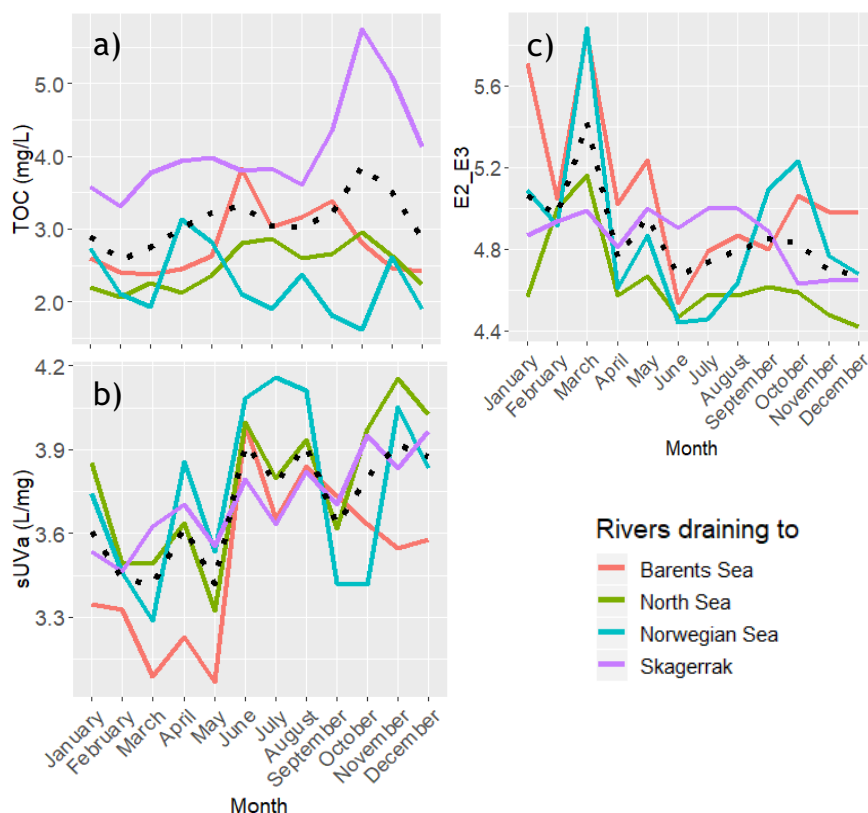 a)
TOC (mg/L)
5.0
4.0
3.0
2.0
b)
sUVa (L/mg)
4.2
3.9
3.6
3.3
January
February
March
April
May
June
July
August
September
October
November
December
Month
c)
E2_E3
5.6
5.2
4.8
4.4
January
February
March
April
May
June
July
August
September
October
November
December
Month
Rivers draining to
Barents Sea
North Sea
Norwegian Sea
Skagerrak